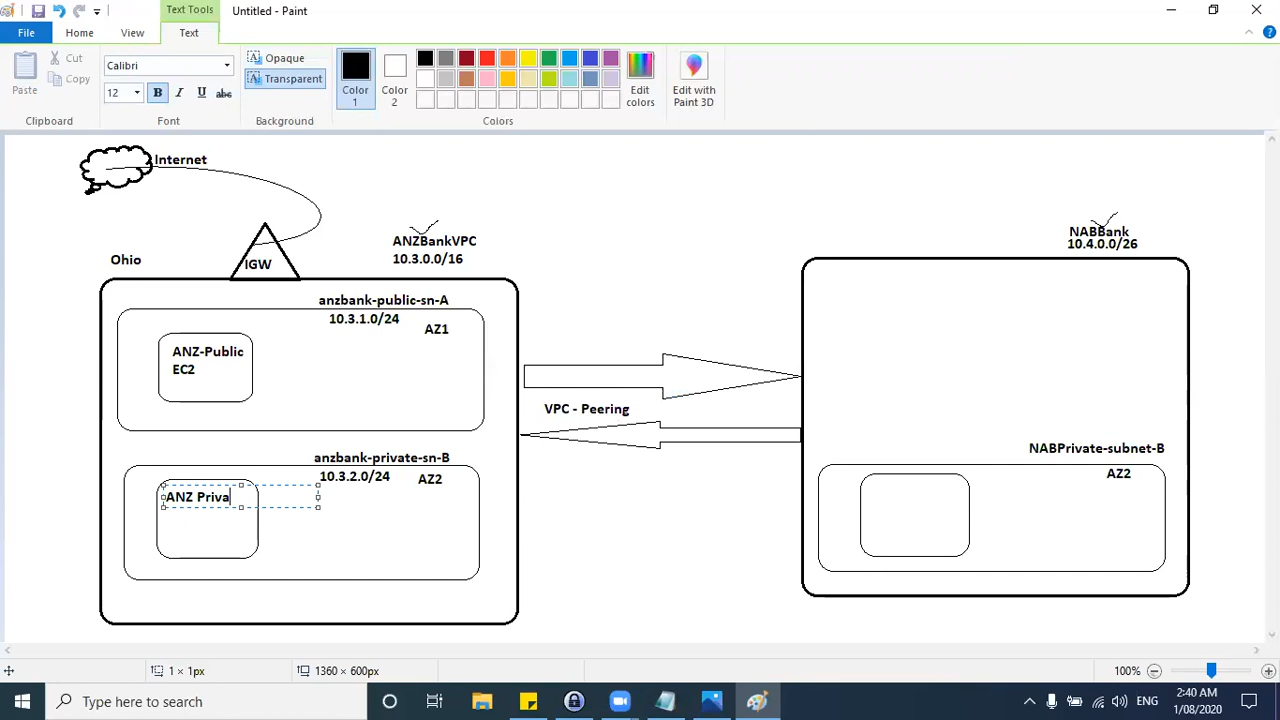 Text Tools
Untitled - Paint
File
Home
View
Text
Paste
Cut
Copy
Clipboard
Calibri
12
B
I
U
abc
Font
Opaque
Transparent
Background
Color
1
Color
2
Edit
colors
Edit with
Paint 3D
Colors
Internet
Ohio
IGW
ANZBankVPC
10.3.0.0/16
anzbank-public-sn-A
10.3.1.0/24
AZ1
ANZ-Public
EC2
anzbank-private-sn-B
10.3.2.0/24
AZ2
ANZ Priva
VPC - Peering
NABBank
10.4.0.0/26
NABPrivate-subnet-B
AZ2
1 × 1px
1360 × 600px
100%
Type here to search
ENG
2:40 AM
1/08/2020